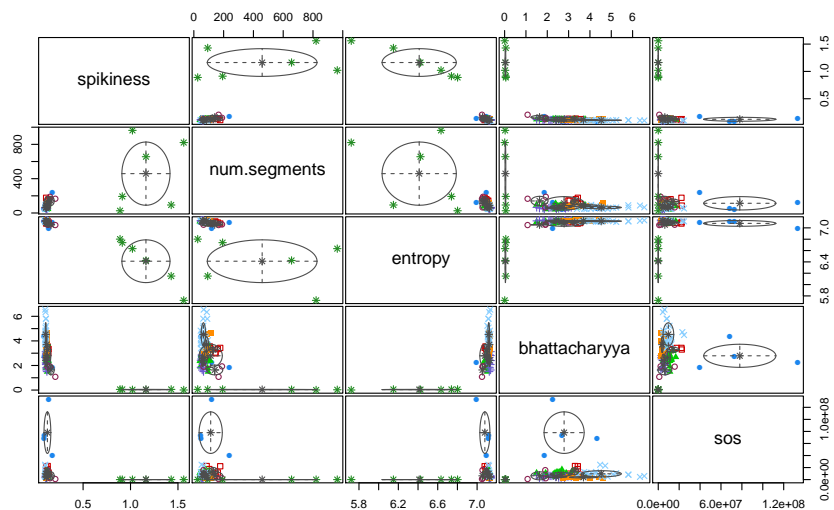 0 200 400 600 800
0 1 2 3 4 5 6
spikiness
0.5 1.0 1.5
0 400 800
num.segments
entropy
5.8 6.4 7.0
0 2 4 6
bhattacharyya
sos
0.0e+00 1.0e+08
0.5 1.0 1.5
5.8 6.2 6.6 7.0
0.0e+00 6.0e+07 1.2e+08